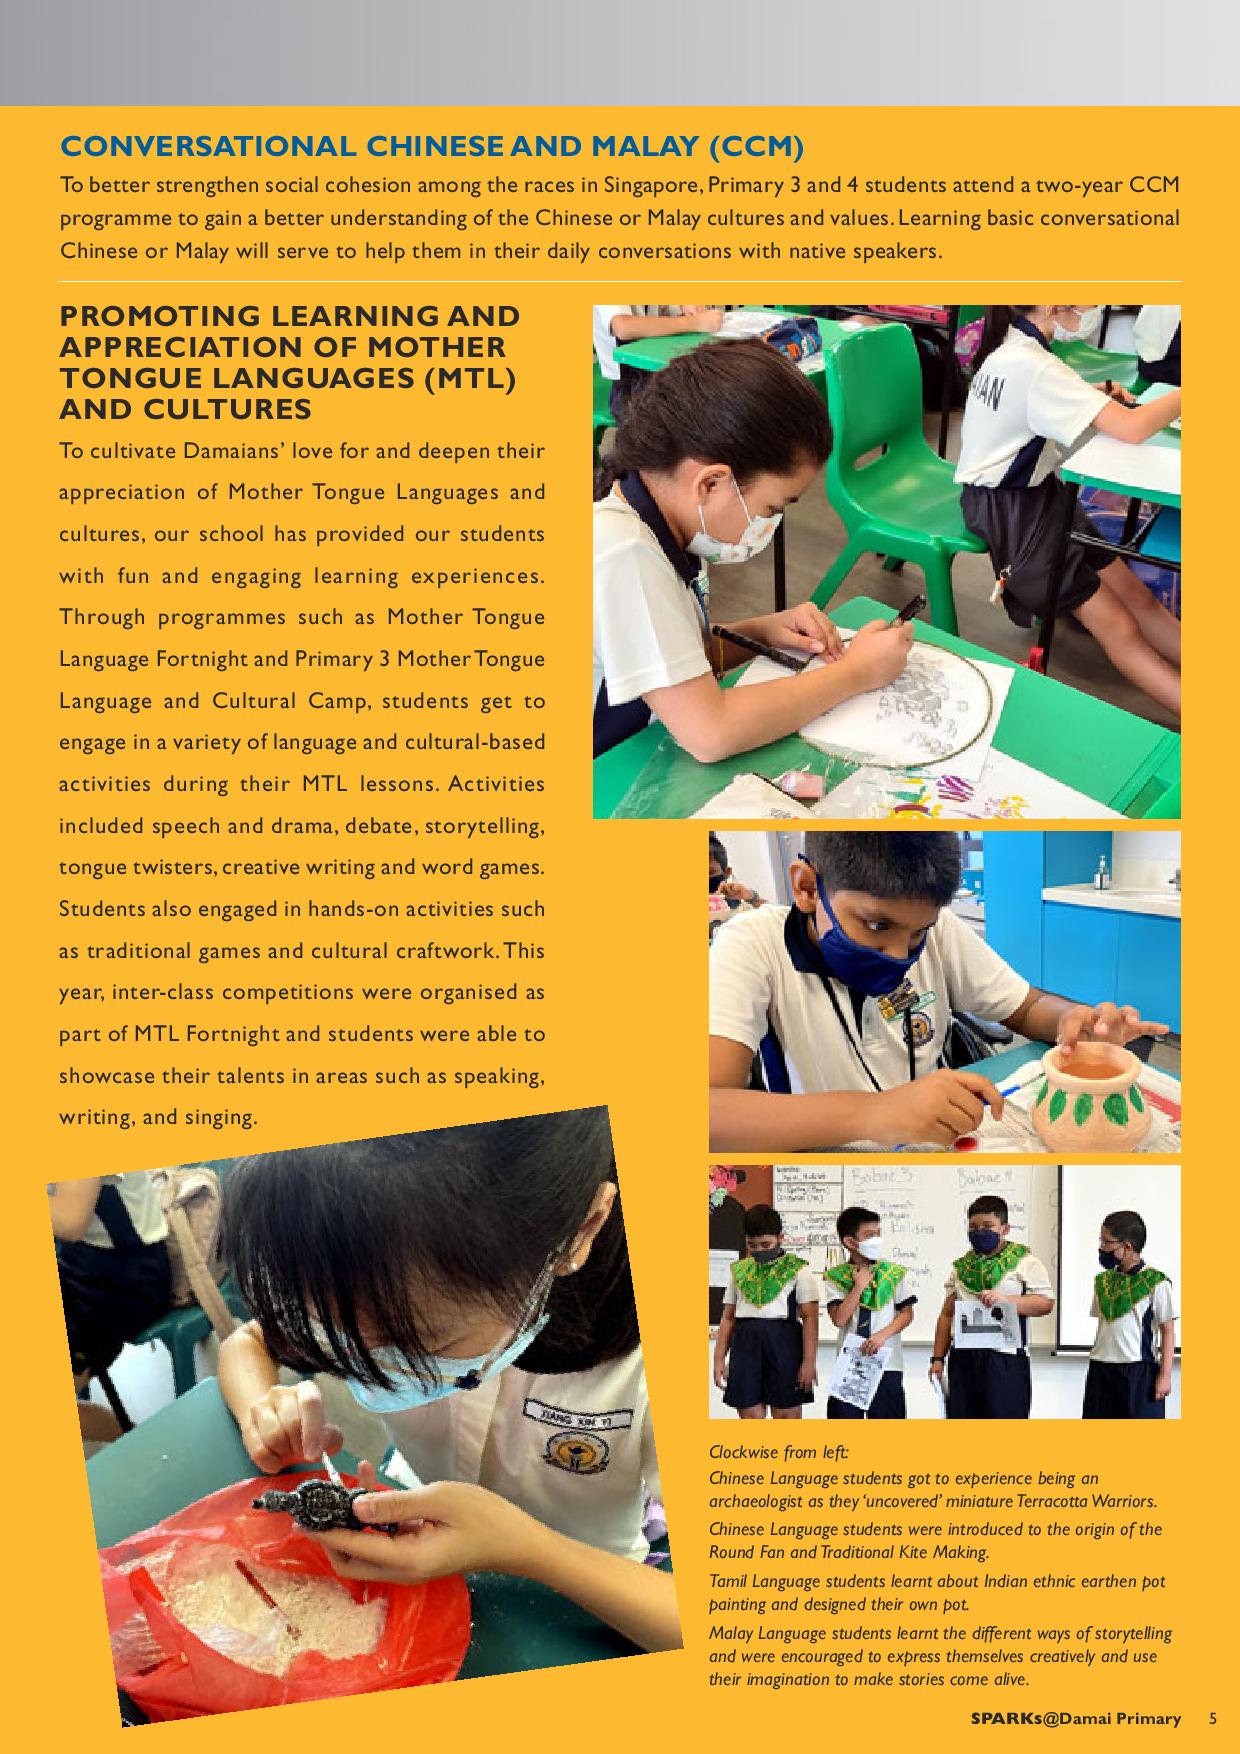 CONVERSATIONAL CHINESE AND MALAY (CCM)
To better strengthen social cohesion among the races in Singapore, Primary 3 and 4 students attend a two-year CCM
programme to gain a better understanding of the Chinese or Malay cultures and values. Learning basic conversational
Chinese or Malay will serve to help them in their daily conversations with native speakers.
PROMOTING LEARNING AND
APPRECIATION OF MOTHER
TONGUE LANGUAGES (MTL)
AND CULTURES
To cultivate Damaians’ love for and deepen their
appreciation of Mother Tongue Languages and
cultures, our school has provided our students
with fun and engaging learning experiences.
Through programmes such as Mother Tongue
Language Fortnight and Primary 3 Mother Tongue
Language and Cultural Camp, students get to
engage in a variety of language and cultural-based
activities during their MTL lessons. Activities
included speech and drama, debate, storytelling,
tongue twisters, creative writing and word games.
Students also engaged in hands-on activities such
as traditional games and cultural craftwork. This
year, inter-class competitions were organised as
part of MTL Fortnight and students were able to
showcase their talents in areas such as speaking,
writing, and singing.
JIANG XIN YI
Babak 3
Clockwise from left:
Chinese Language students got to experience being an
archaeologist as they ‘uncovered’ miniature Terracotta Warriors.
Chinese Language students were introduced to the origin of the
Round Fan and Traditional Kite Making.
Tamil Language students learnt about Indian ethnic earthen pot
painting and designed their own pot.
Malay Language students learnt the different ways of storytelling
and were encouraged to express themselves creatively and use
their imagination to make stories come alive.
SPARKs@Damai Primary 5